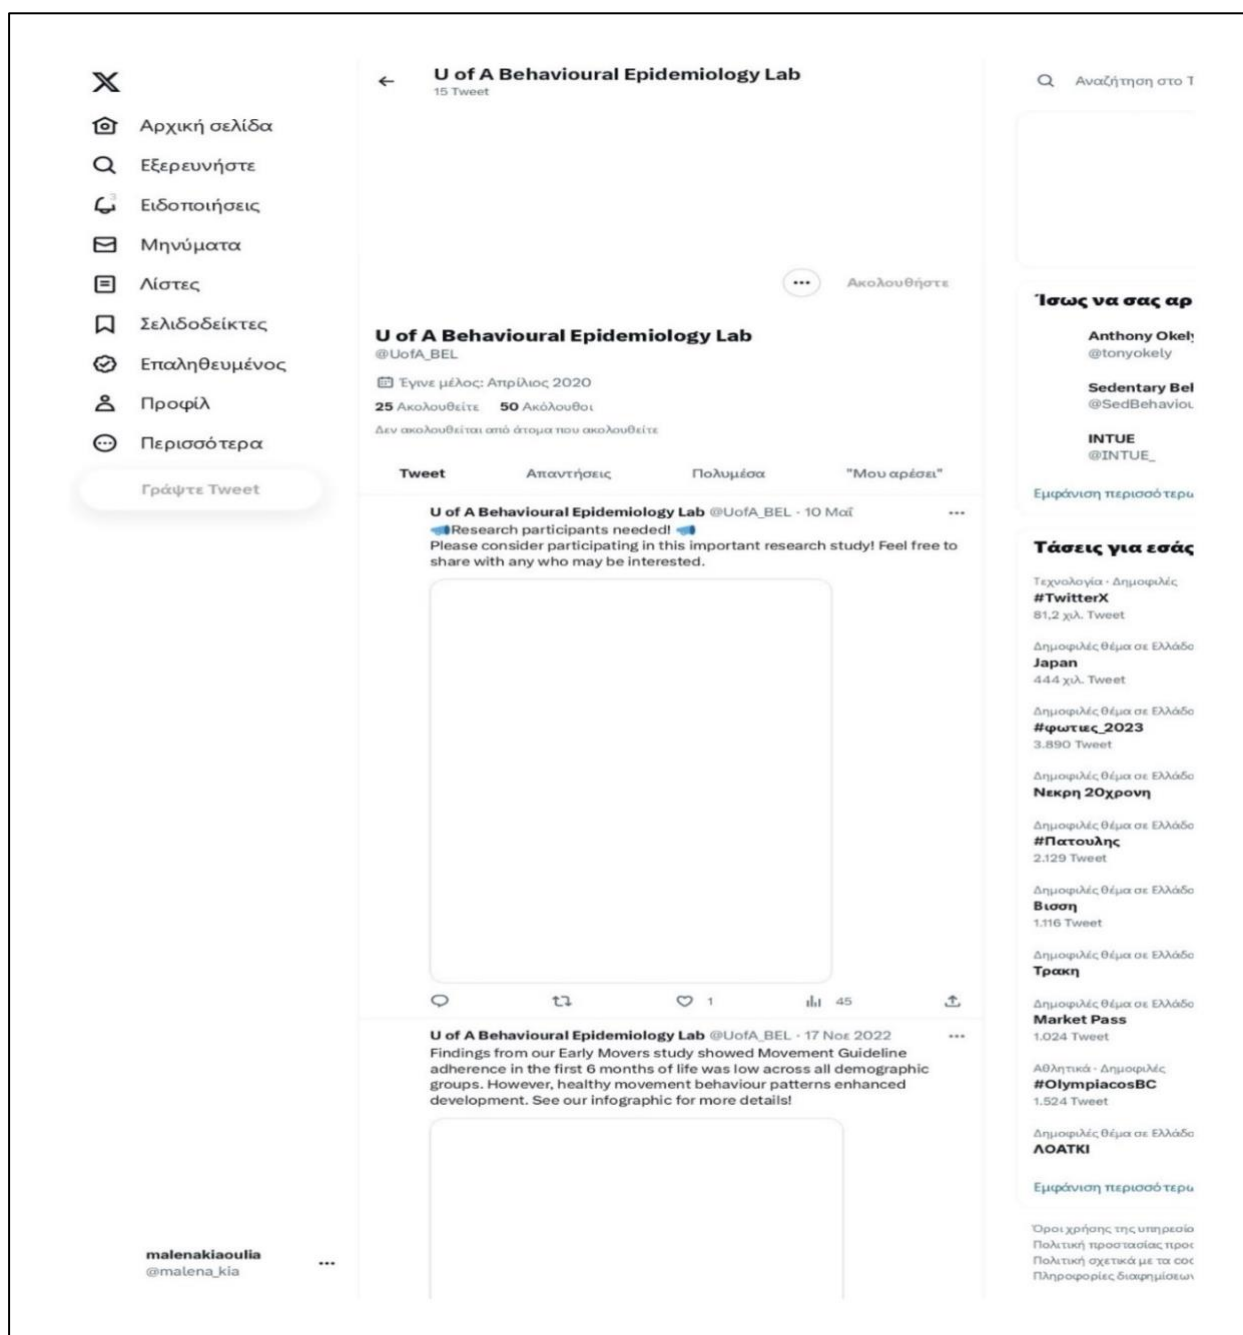 Αρχική σελίδα
Εξερευνήστε
3
Ειδοποιήσεις
Μηνύματα
Λίστες
Σελιδοδείκτες
Επαληθευμένος
Προφίλ
Περισσότερα
Γράψτε Tweet
malenakiaoulia
@malena_kia
U of A Behavioural Epidemiology Lab
15 Tweet
Ακολουθήστε
U of A Behavioural Epidemiology Lab
@UofA_BEL
Έγινε μέλος: Απρίλιος 2020
25 Ακολουθείτε 50 Ακόλουθοι
Δεν ακολουθείται από άτομα που ακολουθείτε
Tweet Απαντήσεις Πολυμέσα "Μου αρέσει"
U of A Behavioural Epidemiology Lab @UofA_BEL · 10 Μαΐ
📢Research participants needed! 📢
Please consider participating in this important research study! Feel free to
share with any who may be interested.
1 45
U of A Behavioural Epidemiology Lab @UofA_BEL · 17 Νοε 2022
Findings from our Early Movers study showed Movement Guideline
adherence in the first 6 months of life was low across all demographic
groups. However, healthy movement behaviour patterns enhanced
development. See our infographic for more details!
Αναζήτηση στο T
Ίσως να σας αρ
Anthony Okely
@tonyokely
Sedentary Bel
@SedBehaviou
INTUE
@INTUE_
Εμφάνιση περισσότερω
Τάσεις για εσάς
Τεχνολογία · Δημοφιλές
#TwitterX
81,2 χιλ. Tweet
Δημοφιλές θέμα σε Ελλάδα
Japan
444 χιλ. Tweet
Δημοφιλές θέμα σε Ελλάδα
#φωτιες_2023
3.890 Tweet
Δημοφιλές θέμα σε Ελλάδα
Νεκρη 20χρονη
Δημοφιλές θέμα σε Ελλάδα
#Πατουλης
2.129 Tweet
Δημοφιλές θέμα σε Ελλάδα
Βισση
1.116 Tweet
Δημοφιλές θέμα σε Ελλάδα
Τρακη
Δημοφιλές θέμα σε Ελλάδα
Market Pass
1.024 Tweet
Αθλητικά · Δημοφιλές
#OlympiacosBC
1.524 Tweet
Δημοφιλές θέμα σε Ελλάδα
ΛΟΑΤΚΙ
Εμφάνιση περισσότερω
Όροι χρήσης της υπηρεσία
Πολιτική προστασίας προσ
Πολιτική σχετικά με τα coo
Πληροφορίες διαφημίσεων